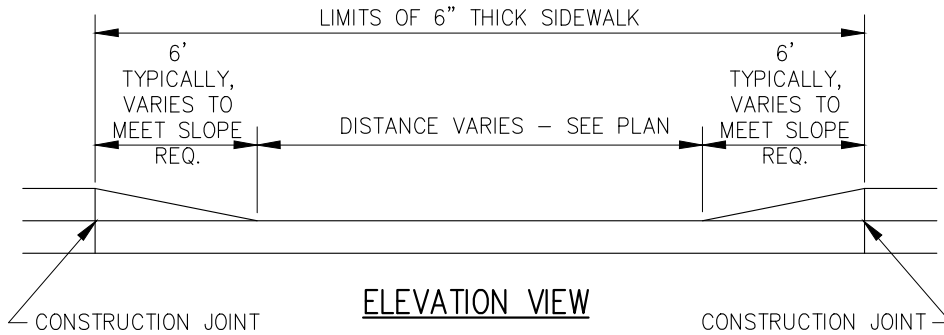 LIMITS OF 6" THICK SIDEWALK
6'
TYPICALLY,
VARIES TO
MEET SLOPE
REQ.
DISTANCE VARIES – SEE PLAN
6'
TYPICALLY,
VARIES TO
MEET SLOPE
REQ.
CONSTRUCTION JOINT
ELEVATION VIEW
CONSTRUCTION JOINT